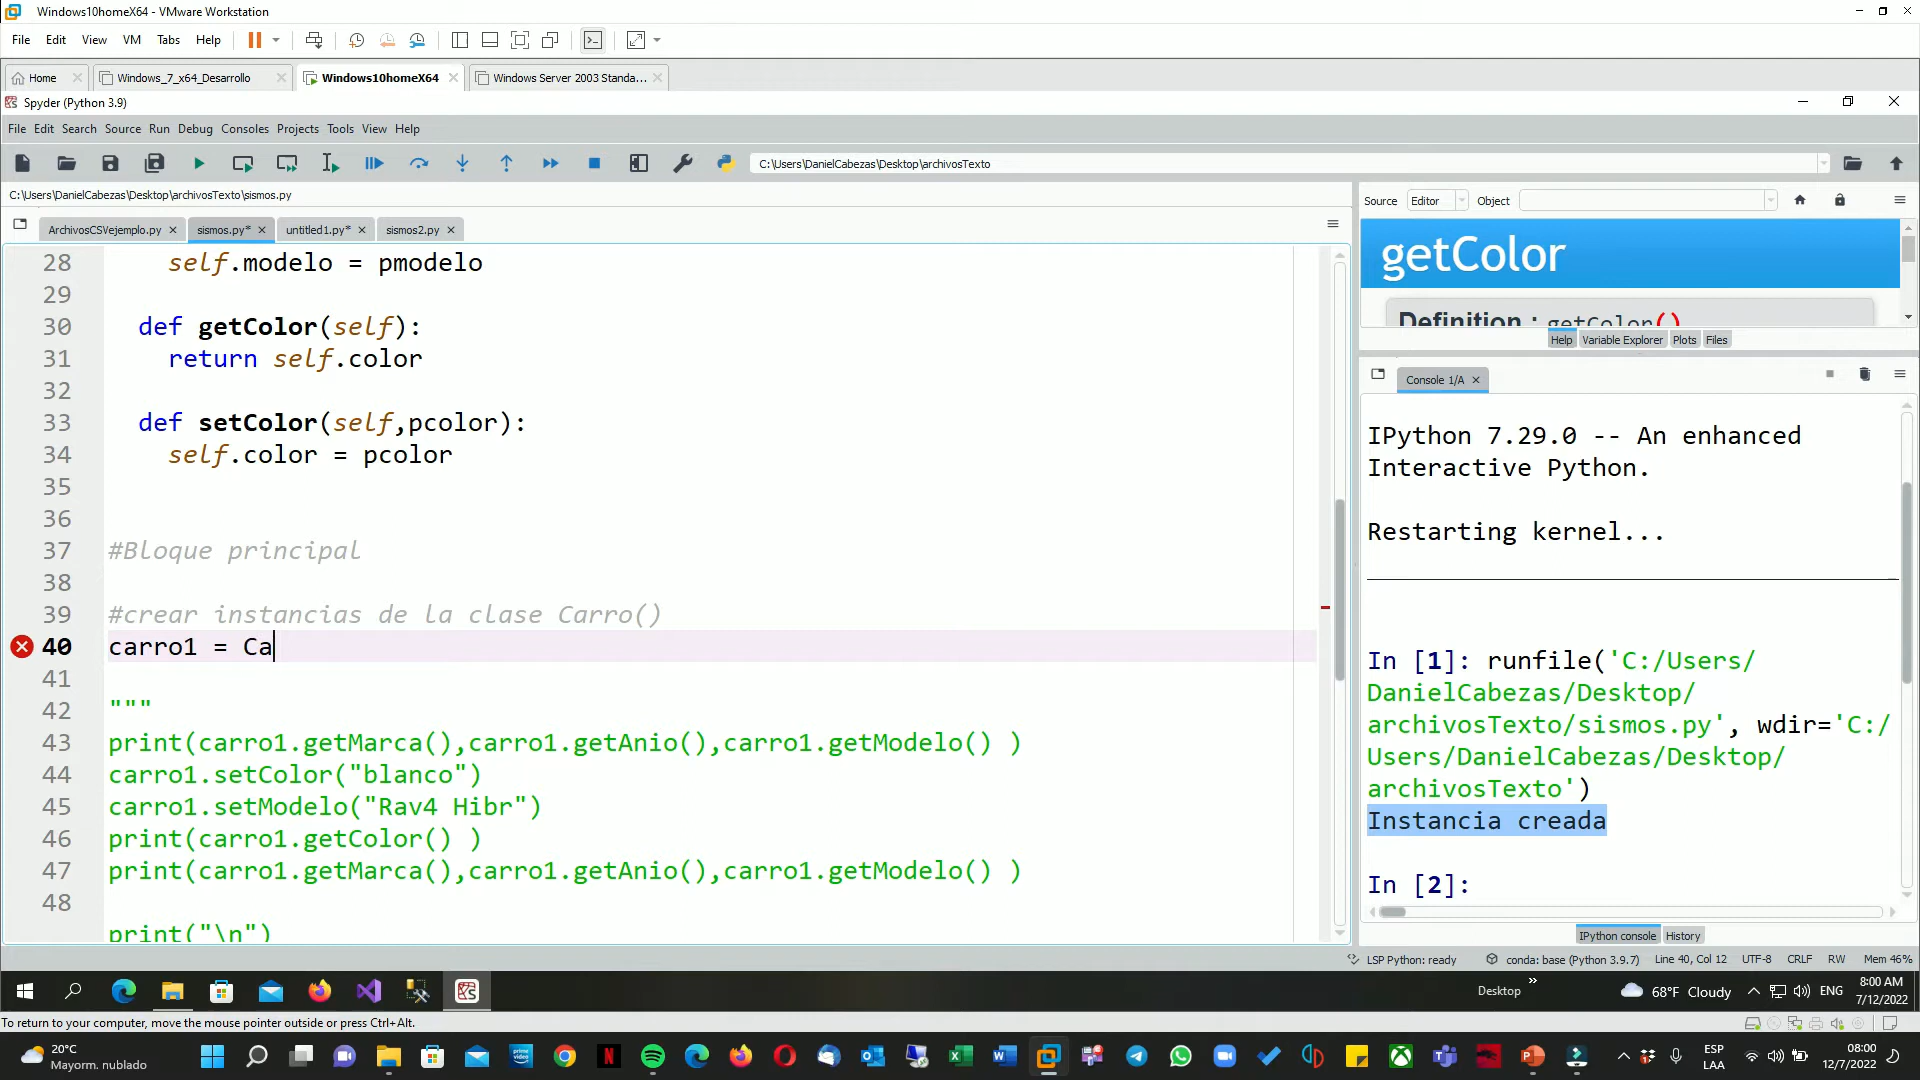 Windows10homeX64 - VMware Workstation
File Edit View VM Tabs Help
Home Windows_7_x64_Desarrollo Windows10homeX64 Windows Server 2003 Standa...
Spyder (Python 3.9)
File Edit Search Source Run Debug Consoles Projects Tools View Help
C:\Users\DanielCabezas\Desktop\archivosTexto
C:\Users\DanielCabezas\Desktop\archivosTexto\sismos.py
ArchivosCSVejemplo.py sismos.py* untitled1.py* sismos2.py
28 self.modelo = pmodelo
29
30 def getColor(self):
31 return self.color
32
33 def setColor(self,pcolor):
34 self.color = pcolor
35
36
37 #Bloque principal
38
39 #crear instancias de la clase Carro()
40 carro1 = Ca
41
42 """
43 print(carro1.getMarca(),carro1.getAnio(),carro1.getModelo() )
44 carro1.setColor("blanco")
45 carro1.setModelo("Rav4 Hibr")
46 print(carro1.getColor() )
47 print(carro1.getMarca(),carro1.getAnio(),carro1.getModelo() )
48
print("\n")
Source Editor Object
getColor
Definition : getColor()
Help Variable Explorer Plots Files
Console 1/A
IPython 7.29.0 -- An enhanced
Interactive Python.
Restarting kernel...
In [1]: runfile('C:/Users/
DanielCabezas/Desktop/
archivosTexto/sismos.py', wdir='C:/
Users/DanielCabezas/Desktop/
archivosTexto')
Instancia creada
In [2]:
IPython console History
LSP Python: ready conda: base (Python 3.9.7) Line 40, Col 12 UTF-8 CRLF RW Mem 46%
Desktop 68°F Cloudy ENG 8:00 AM
7/12/2022
To return to your computer, move the mouse pointer outside or press Ctrl+Alt.
20°C
Mayorm. nublado
ESP
LAA
08:00
12/7/2022